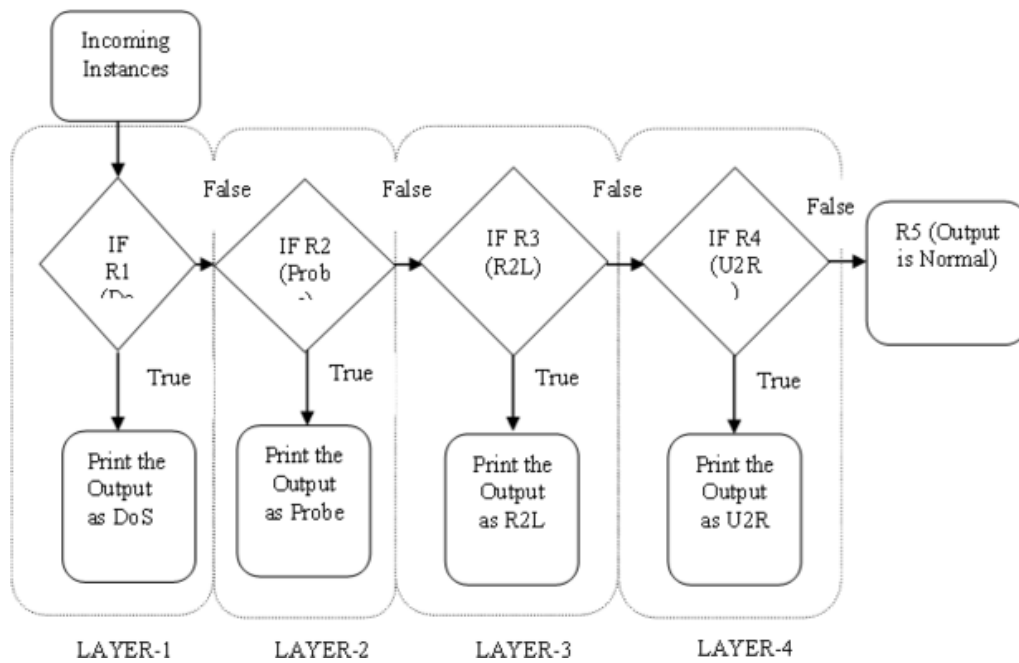 Incoming
Instances
False
False
False
False
IF
R1
IF R2
(Prob
IF R3
(R2L)
IF R4
(U2R
)
R5 (Output
is Normal)
True
True
True
True
Print the
Output
as DoS
Print the
Output
as Probe
Print the
Output
as R2L
Print the
Output
as U2R
LAYER-1
LAYER-2
LAYER-3
LAYER-4